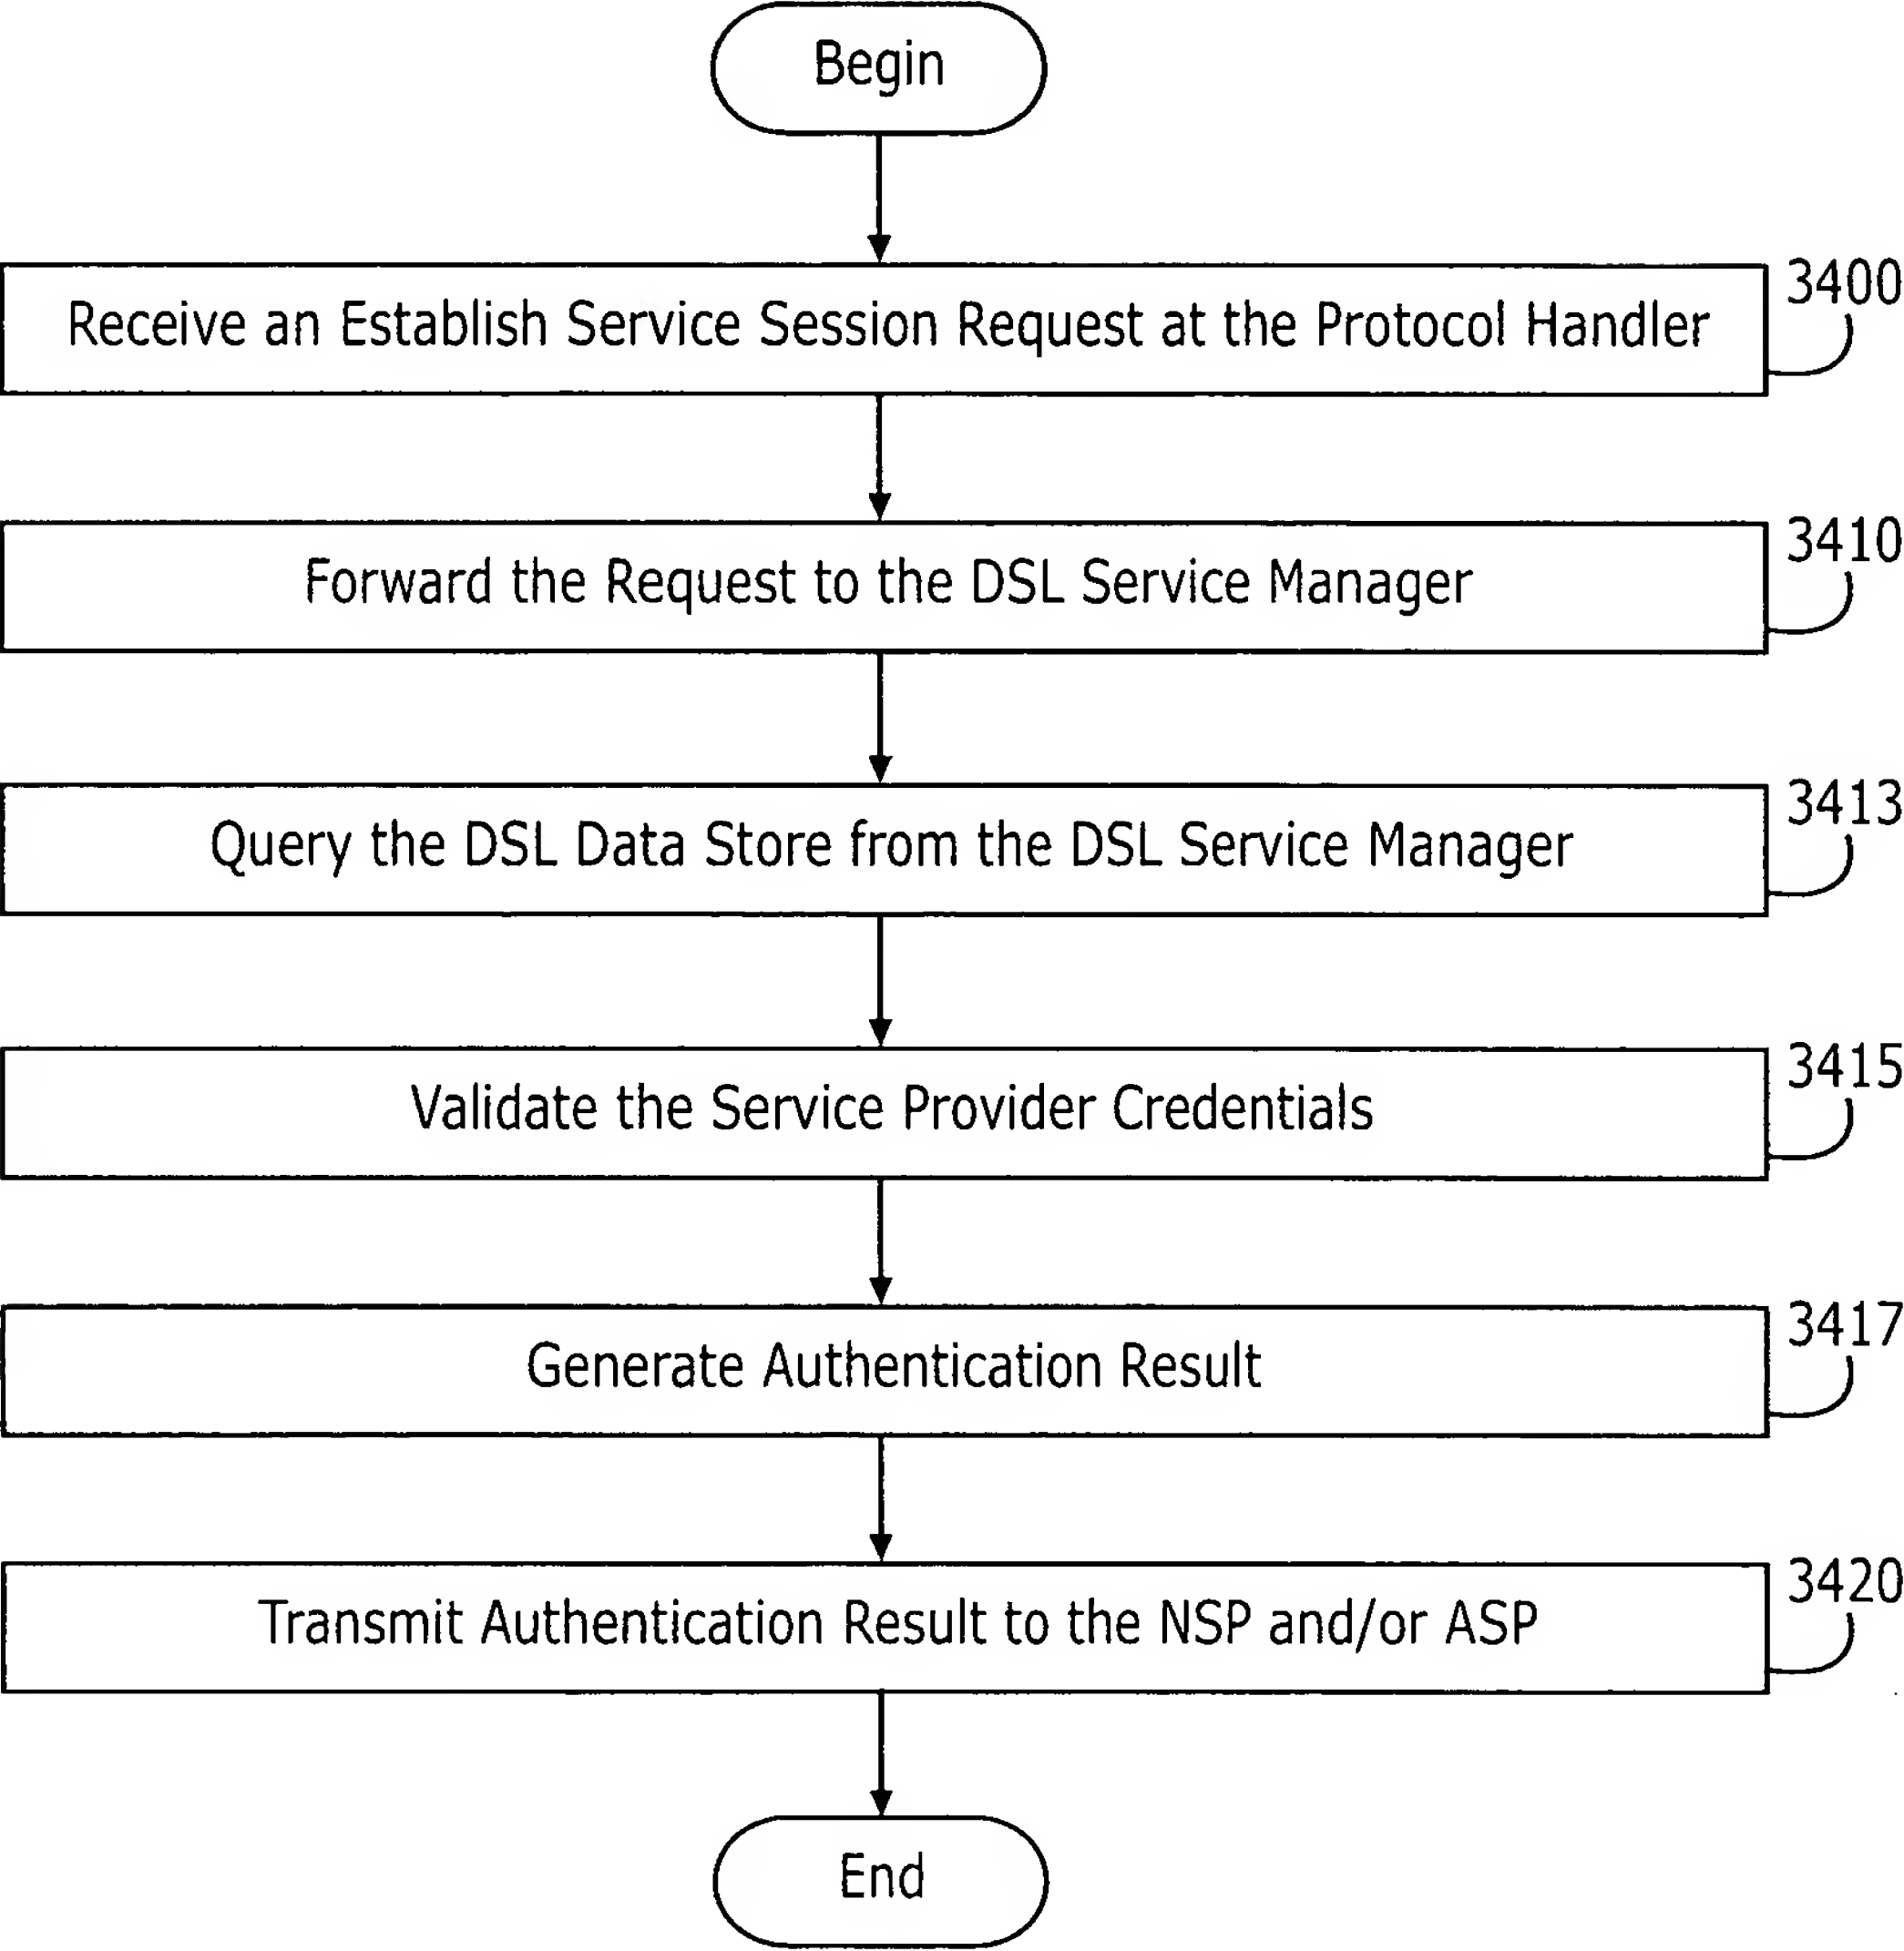 Begin
Receive an Establish Service Session Request at the Protocol Handler
3400
Forward the Request to the DSL Service Manager
3410
Query the DSL Data Store from the DSL Service Manager
3413
Validate the Service Provider Credentials
3415
Generate Authentication Result
3417
Transmit Authentication Result to the NSP and/or ASP
3420
End